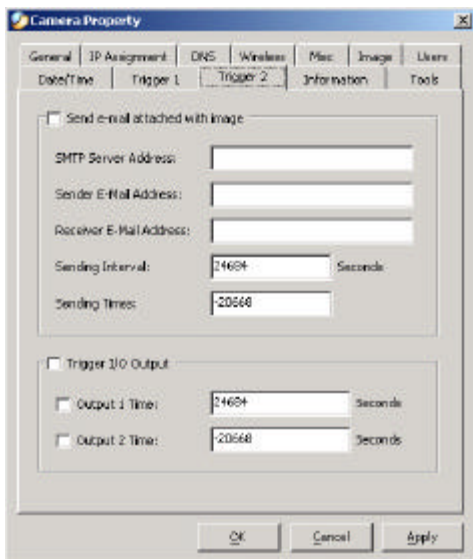 Camera Property
General IP Assignment DNS Wireless Misc Image Users
Date/Time Trigger 1 Trigger 2 Information Tools
Send e-mail attached with image
SMTP Server Address:
Sender E-Mail Address:
Receiver E-Mail Address:
Sending Interval: 24684 Seconds
Sending Times: -20668
Trigger I/O Output
Output 1 Time: 24684 Seconds
Output 2 Time: -20668 Seconds
OK Cancel Apply